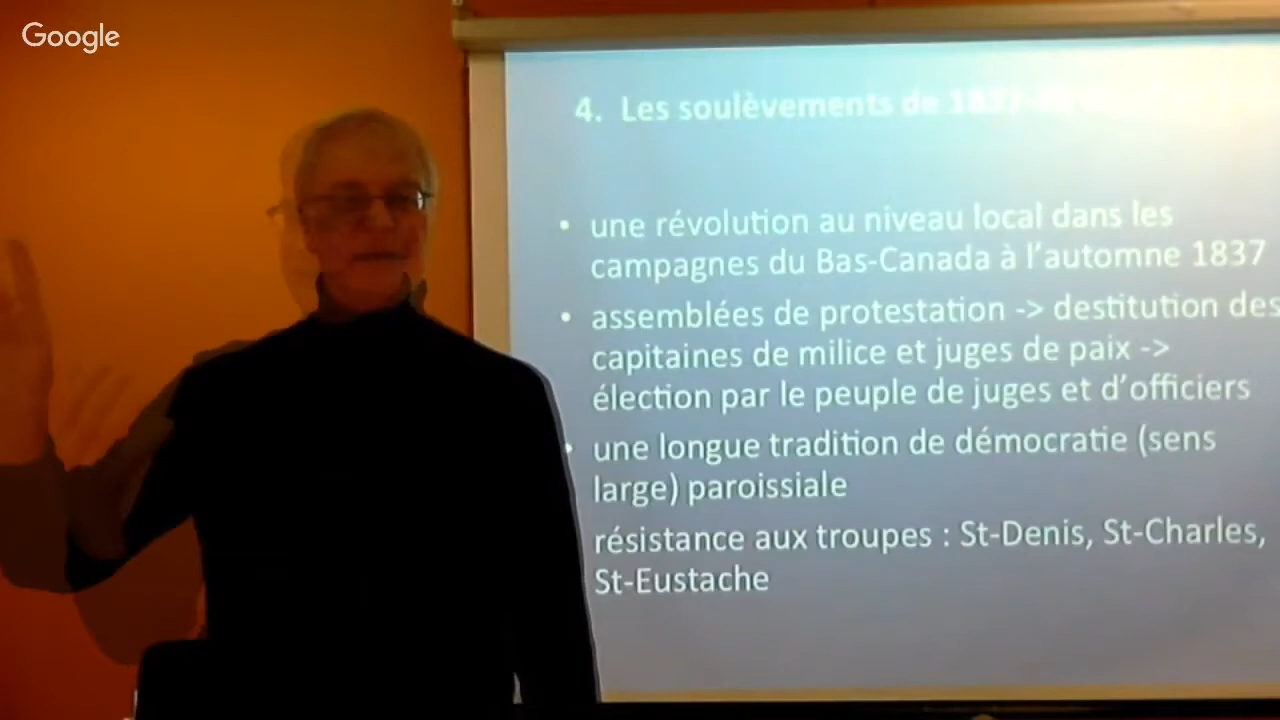 Google
4. Les soulèvements de 1837-
• une révolution au niveau local dans les
campagnes du Bas-Canada à l'automne 1837
• assemblées de protestation -> destitution des
capitaines de milice et juges de paix ->
élection par le peuple de juges et d'officiers
• une longue tradition de démocratie (sens
large) paroissiale
résistance aux troupes : St-Denis, St-Charles,
St-Eustache